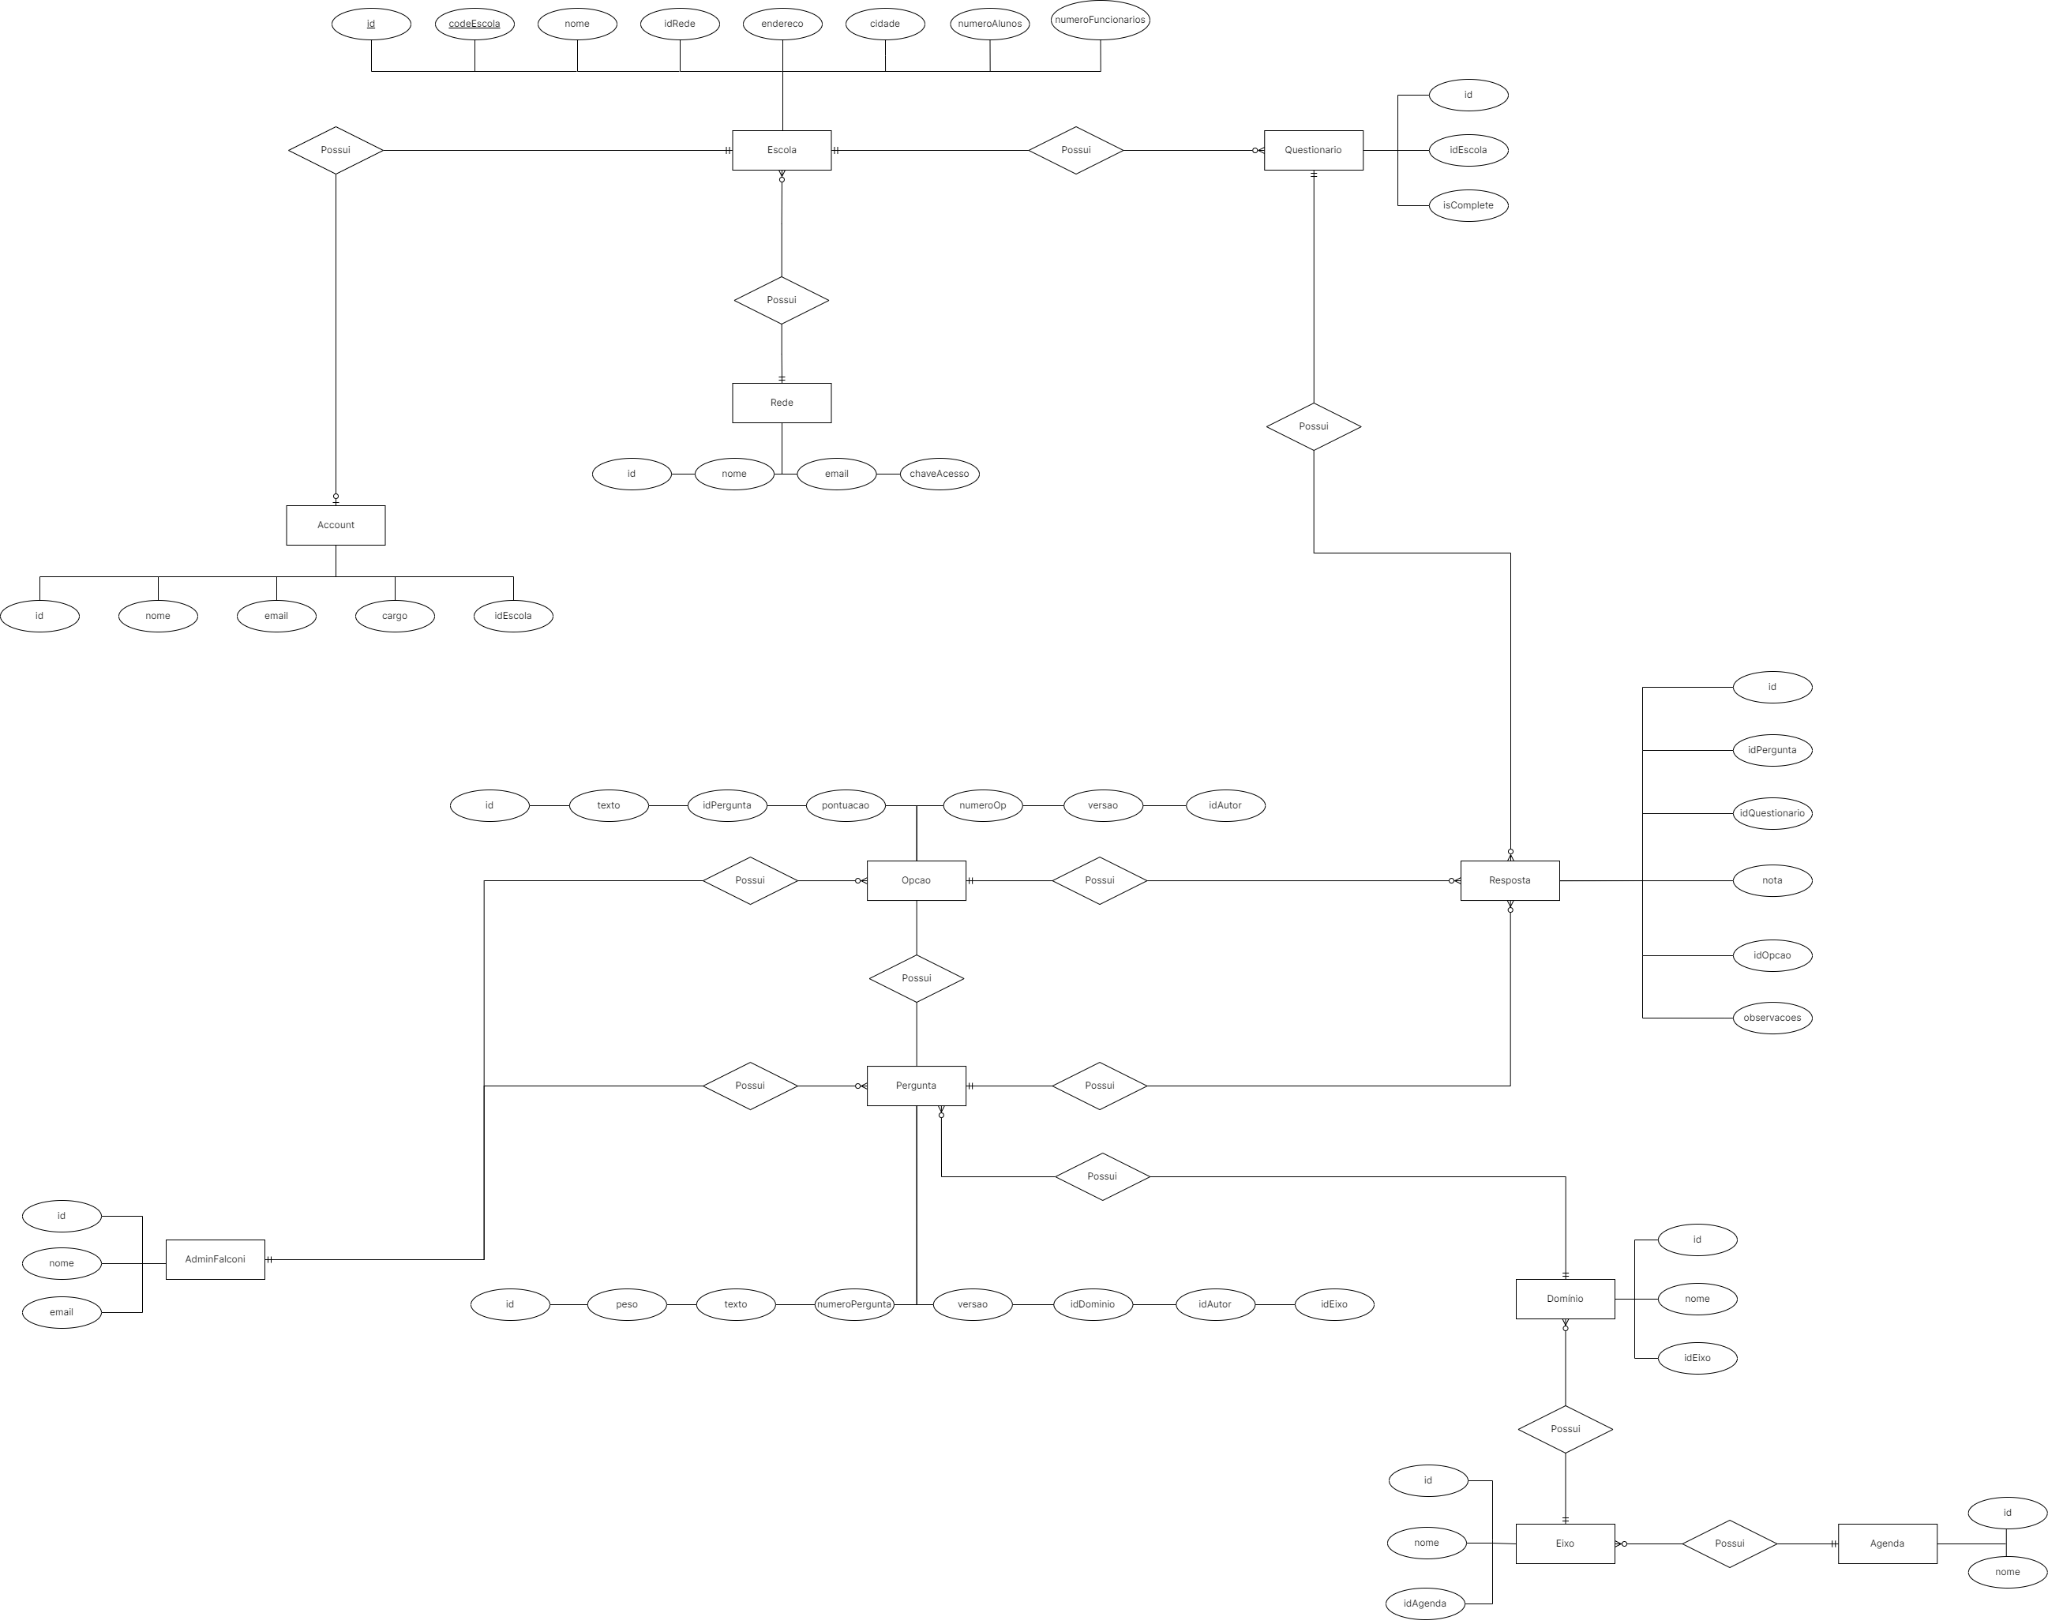 id
codeEscola
nome
idRede
endereco
cidade
numeroAlunos
numeroFuncionarios
id
Possui
Escola
Possui
Questionario
idEscola
isComplete
Possui
Rede
Possui
id
nome
email
chaveAcesso
Account
id
nome
email
cargo
idEscola
id
idPergunta
id
texto
idPergunta
pontuacao
numeroOp
versao
idAutor
idQuestionario
Possui
Opcao
Possui
Resposta
nota
idOpcao
Possui
observacoes
Possui
Pergunta
Possui
Possui
id
AdminFalconi
nome
email
id
id
peso
texto
numeroPergunta
versao
idDominio
idAutor
idEixo
Domínio
nome
idEixo
Possui
id
nome
Eixo
Possui
Agenda
id
nome
idAgenda